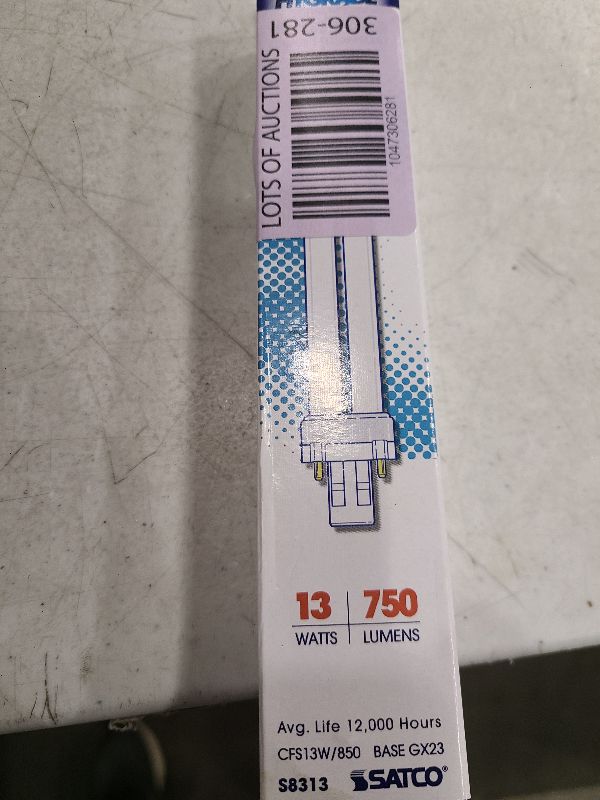 306-281
LOTS OF AUCTIONS
1047306281
13 750
WATTS LUMENS
Avg. Life 12,000 Hours
CFS13W/850 BASE GX23
S8313 SATCO®